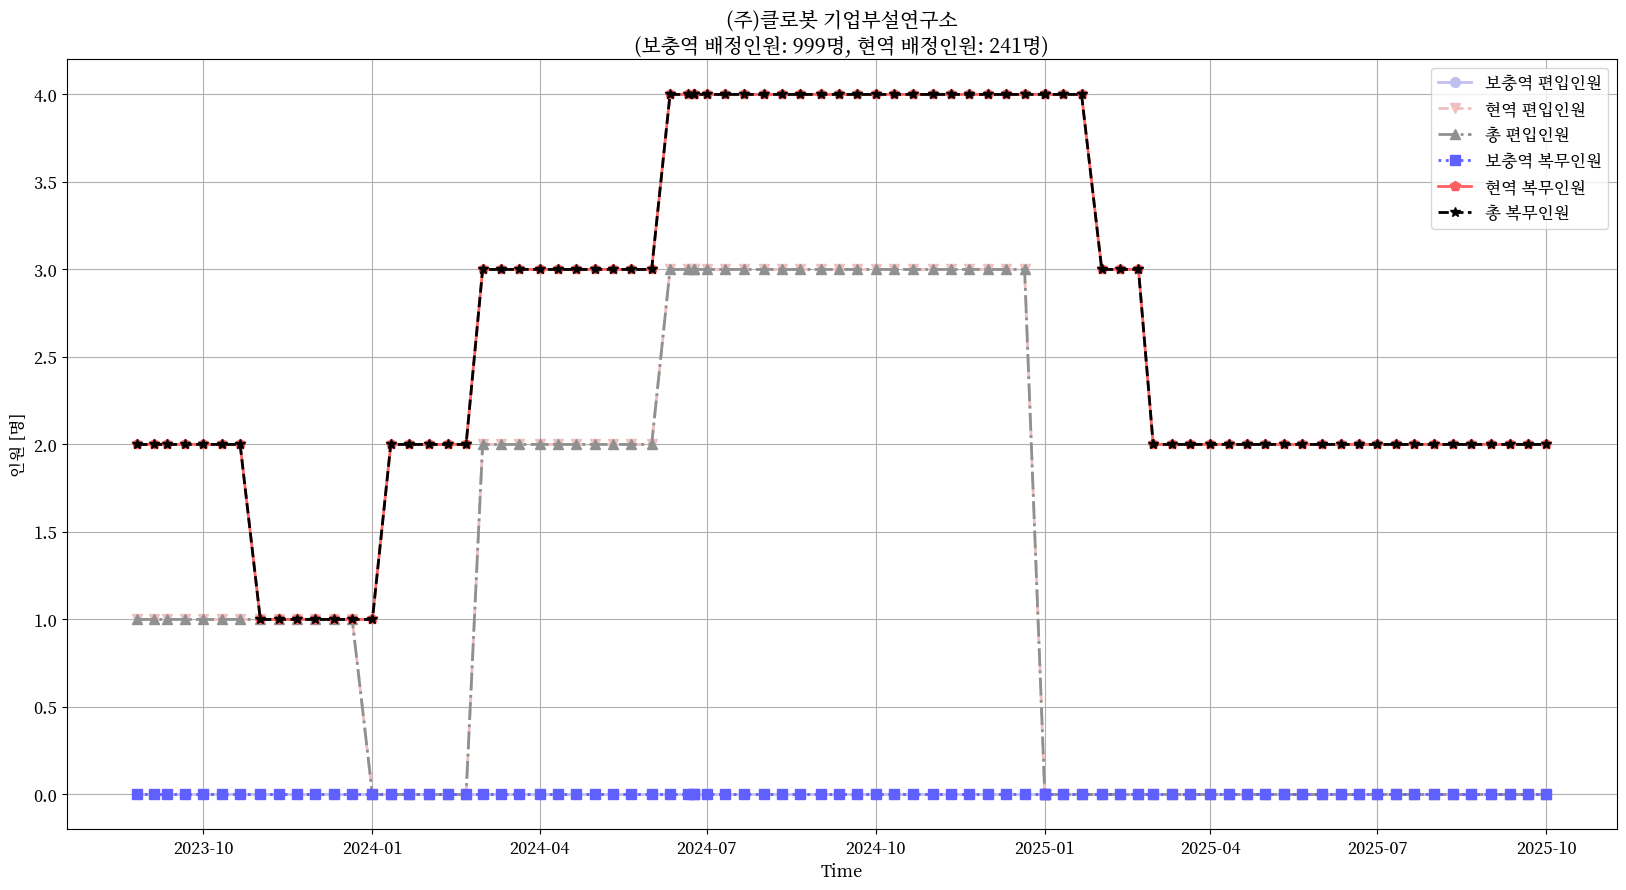 (주)클로봇 기업부설연구소
(보충역 배정인원: 999명, 현역 배정인원: 241명)
보충역 편입인원
현역 편입인원
총 편입인원
보충역 복무인원
현역 복무인원
총 복무인원
4.0
3.5
3.0
2.5
2.0
1.5
1.0
0.5
0.0
인원 [명]
2023-10
2024-01
2024-04
2024-07
2024-10
2025-01
2025-04
2025-07
2025-10
Time